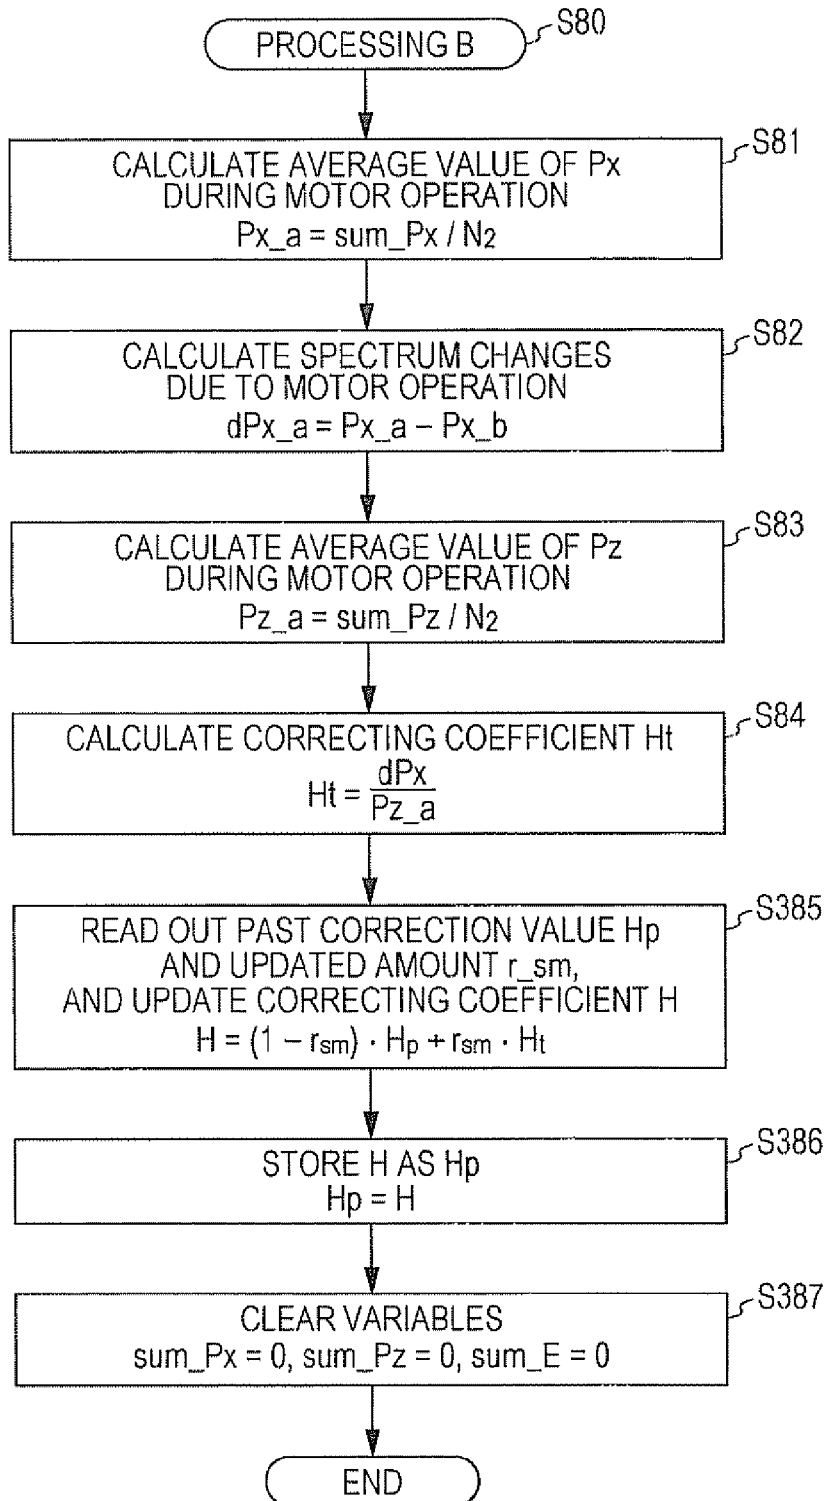 PROCESSING B
S80
S81
CALCULATE AVERAGE VALUE OF Px
DURING MOTOR OPERATION
Px_a = sum_Px / N2
S82
CALCULATE SPECTRUM CHANGES
DUE TO MOTOR OPERATION
dPx_a = Px_a – Px_b
S83
CALCULATE AVERAGE VALUE OF Pz
DURING MOTOR OPERATION
Pz_a = sum_Pz / N2
S84
CALCULATE CORRECTING COEFFICIENT Ht
Ht = dPx / Pz_a
S385
READ OUT PAST CORRECTION VALUE Hp
AND UPDATED AMOUNT r_sm,
AND UPDATE CORRECTING COEFFICIENT H
H = (1 – rsm) · Hp + rsm · Ht
S386
STORE H AS Hp
Hp = H
S387
CLEAR VARIABLES
sum_Px = 0, sum_Pz = 0, sum_E = 0
END